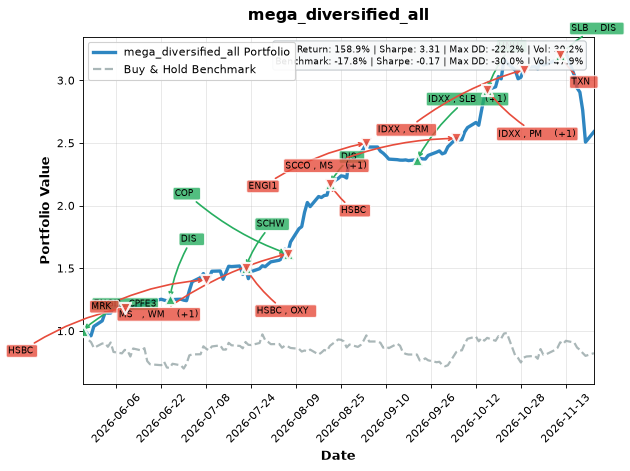 mega_diversified_all
SLB , DIS
mega_diversified_all Portfolio
Buy & Hold Benchmark
Return: 158.9% | Sharpe: 3.31 | Max DD: -22.2% | Vol: 30.2%
Benchmark: -17.8% | Sharpe: -0.17 | Max DD: -30.0% | Vol: 47.9%
TXN
IDXX , SLB (+1)
IDXX , CRM
IDXX , PM (+1)
DIS
SCCO , MS (+1)
ENGI1
COP
HSBC
SCHW
DIS
MRK
CPFE3
MS , WM (+1)
HSBC , OXY
HSBC
Portfolio Value
3.0
2.5
2.0
1.5
1.0
2026-06-06
2026-06-22
2026-07-08
2026-07-24
2026-08-09
2026-08-25
2026-09-10
2026-09-26
2026-10-12
2026-10-28
2026-11-13
Date